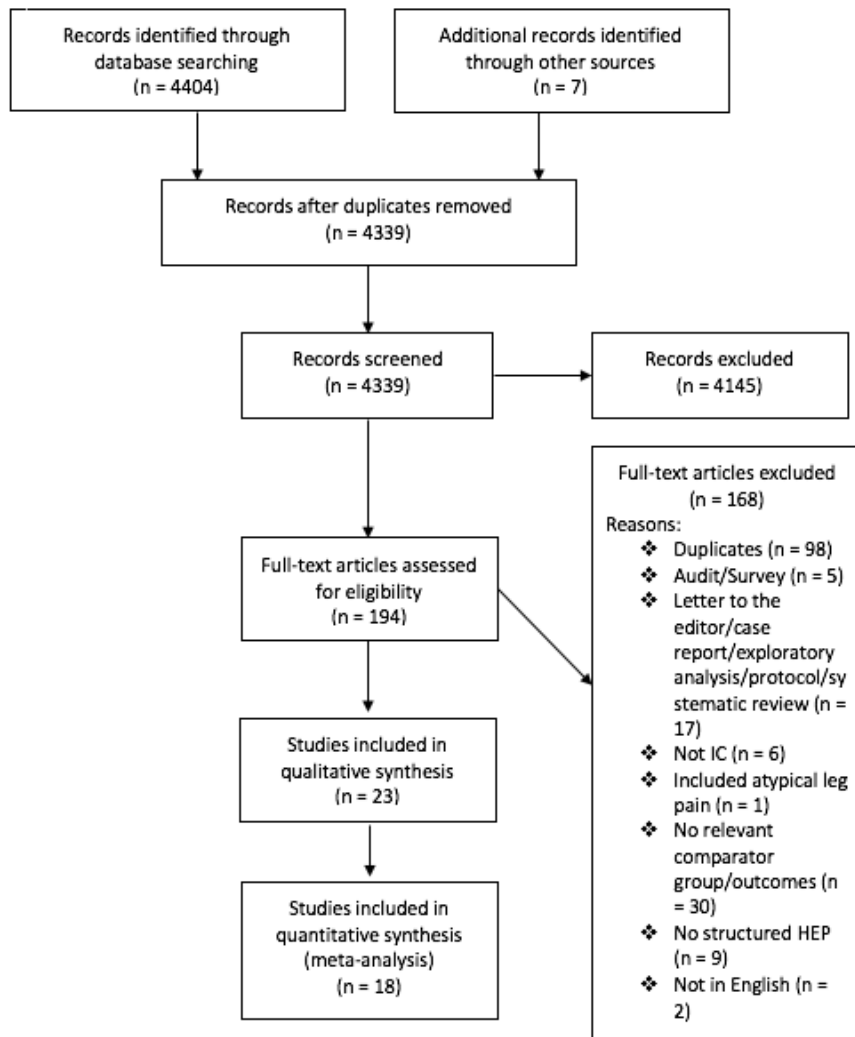 Records identified through
database searching
(n = 4404)
Additional records identified
through other sources
(n = 7)
Records after duplicates removed
(n = 4339)
Records screened
(n = 4339)
Records excluded
(n = 4145)
Full-text articles assessed
for eligibility
(n = 194)
Full-text articles excluded
(n = 168)
Reasons:
❖ Duplicates (n = 98)
❖ Audit/Survey (n = 5)
❖ Letter to the
editor/case
report/exploratory
analysis/protocol/sy
stematic review (n =
17)
❖ Not IC (n = 6)
❖ Included atypical leg
pain (n = 1)
❖ No relevant
comparator
group/outcomes (n
= 30)
❖ No structured HEP
(n = 9)
❖ Not in English (n =
2)
Studies included in
qualitative synthesis
(n = 23)
Studies included in
quantitative synthesis
(meta-analysis)
(n = 18)